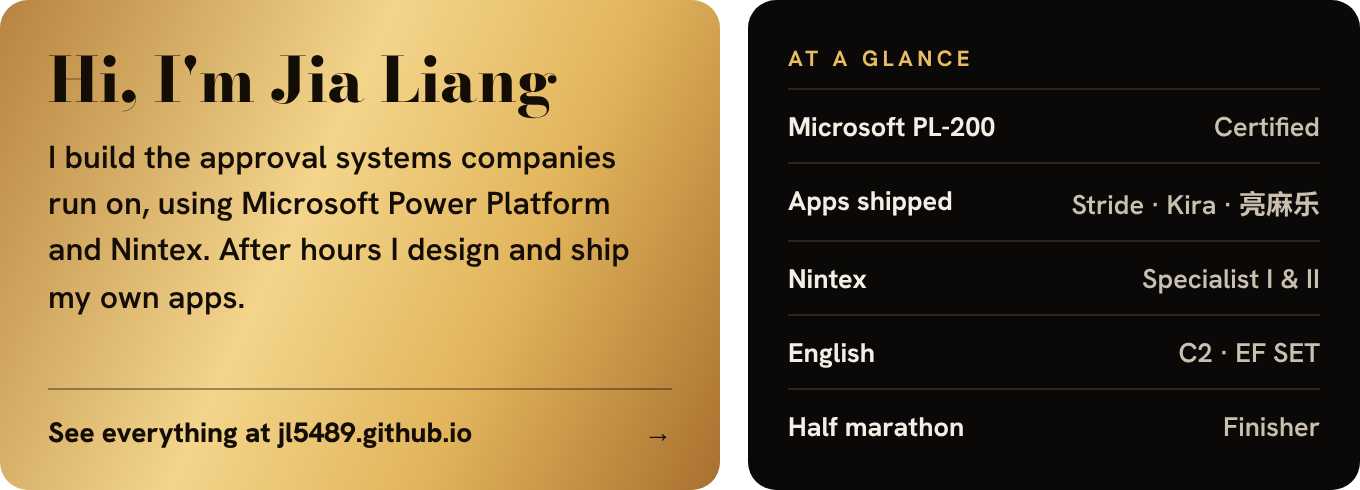 Hi, I'm Jia Liang
I build the approval systems companies
run on, using Microsoft Power Platform
and Nintex. After hours I design and ship
my own apps.
See everything at jl5489.github.io →
AT A GLANCE
Microsoft PL-200 Certified
Apps shipped Stride · Kira · 亮麻乐
Nintex Specialist I & II
English C2 · EF SET
Half marathon Finisher